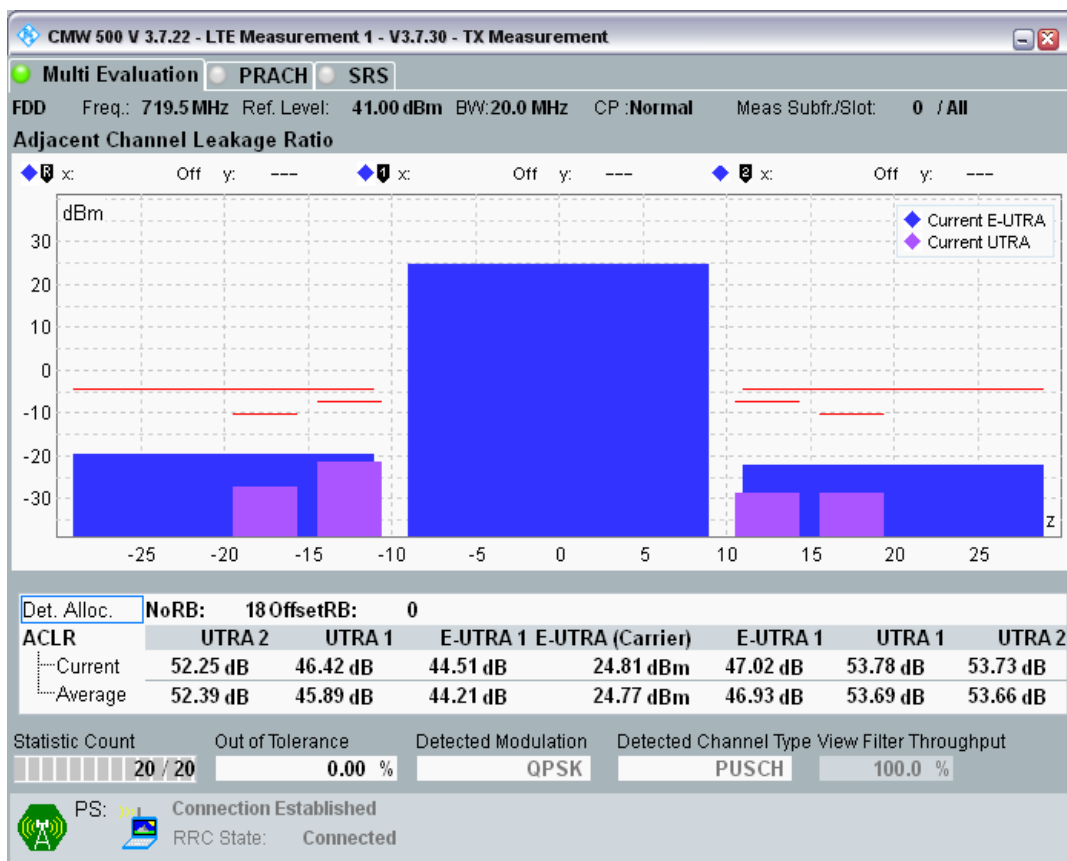 CMW 500 V 3.7.22 - LTE Measurement 1 - V3.7.30 - TX Measurement
Multi Evaluation PRACH SRS
FDD Freq.: 719.5 MHz Ref. Level: 41.00 dBm BW:20.0 MHz CP :Normal Meas Subfr./Slot: 0 / All
Adjacent Channel Leakage Ratio
R x: Off y: --- 1 x: Off y: --- 2 x: Off y: ---
dBm
Current E-UTRA
Current UTRA
30
20
10
0
-10
-20
-30
z
-25 -20 -15 -10 -5 0 5 10 15 20 25
Det. Alloc. NoRB: 18 OffsetRB: 0
ACLR UTRA 2 UTRA 1 E-UTRA 1 E-UTRA (Carrier) E-UTRA 1 UTRA 1 UTRA 2
Current 52.25 dB 46.42 dB 44.51 dB 24.81 dBm 47.02 dB 53.78 dB 53.73 dB
Average 52.39 dB 45.89 dB 44.21 dB 24.77 dBm 46.93 dB 53.69 dB 53.66 dB
Statistic Count Out of Tolerance Detected Modulation Detected Channel Type View Filter Throughput
20 / 20 0.00 % QPSK PUSCH 100.0 %
PS: Connection Established
RRC State: Connected